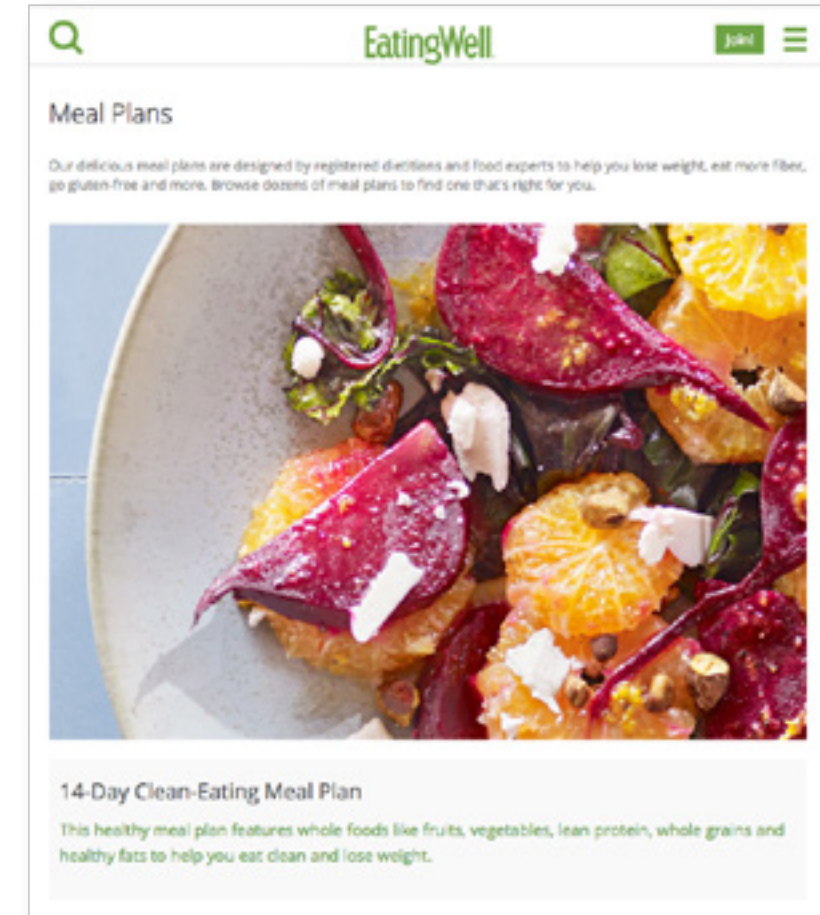 EatingWell
Join!
Meal Plans
Our delicious meal plans are designed by registered dietitians and food experts to help you lose weight, eat more fiber,
go gluten-free and more. Browse dozens of meal plans to find one that's right for you.
14-Day Clean-Eating Meal Plan
This healthy meal plan features whole foods like fruits, vegetables, lean protein, whole grains and
healthy fats to help you eat clean and lose weight.